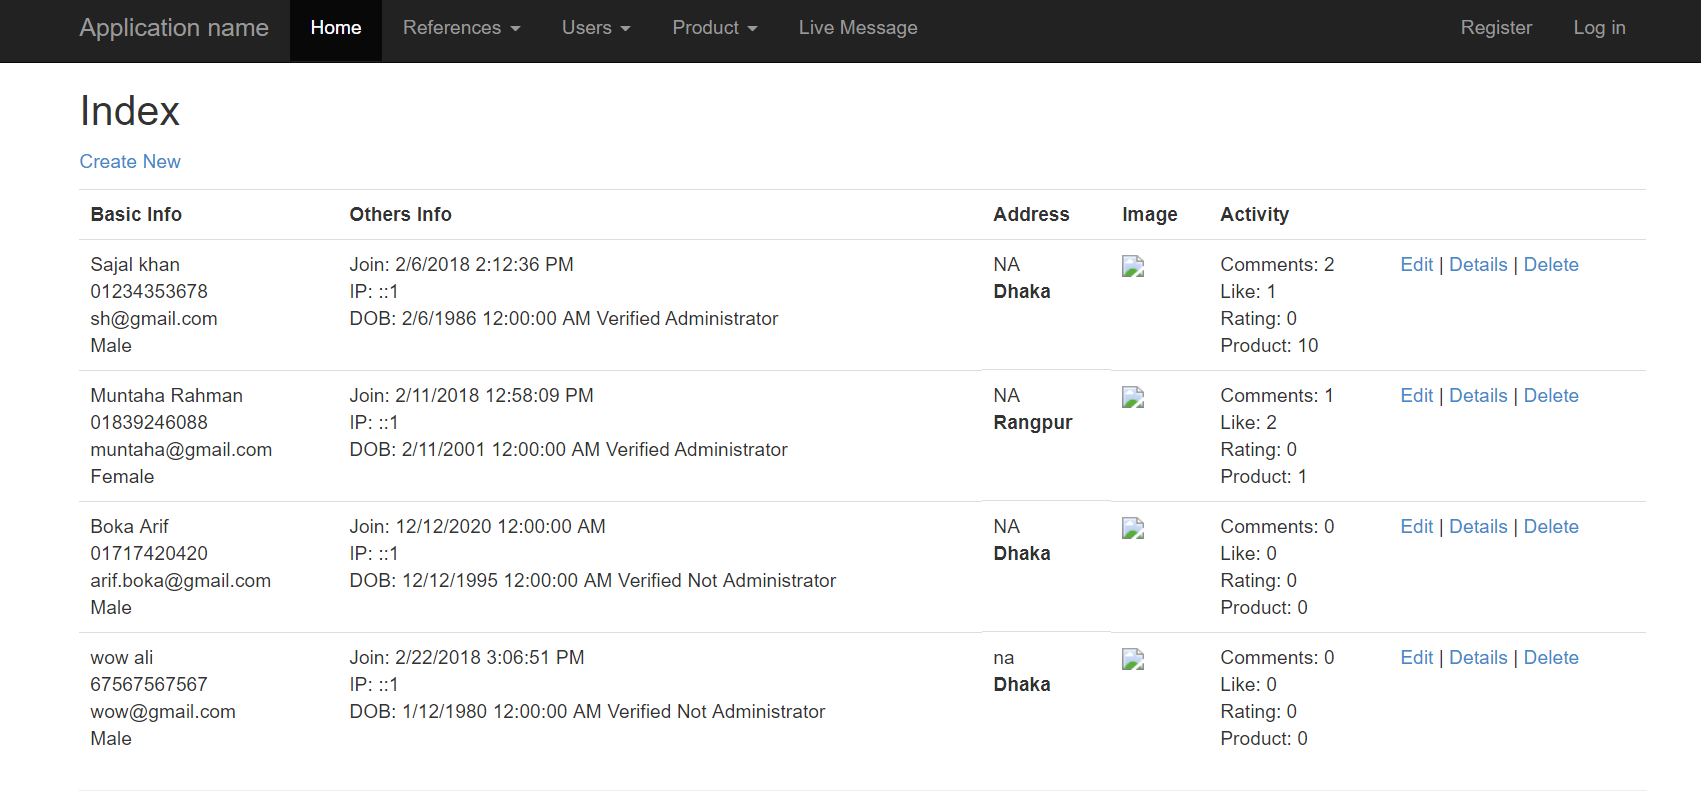 Application name Home References Users Product Live Message Register Log in
Index
Create New
Basic Info Others Info Address Image Activity
Sajal khan Join: 2/6/2018 2:12:36 PM NA Comments: 2 Edit | Details | Delete
01234353678 IP: ::1 Dhaka Like: 1
sh@gmail.com DOB: 2/6/1986 12:00:00 AM Verified Administrator Rating: 0
Male Product: 10
Muntaha Rahman Join: 2/11/2018 12:58:09 PM NA Comments: 1 Edit | Details | Delete
01839246088 IP: ::1 Rangpur Like: 2
muntaha@gmail.com DOB: 2/11/2001 12:00:00 AM Verified Administrator Rating: 0
Female Product: 1
Boka Arif Join: 12/12/2020 12:00:00 AM NA Comments: 0 Edit | Details | Delete
01717420420 IP: ::1 Dhaka Like: 0
arif.boka@gmail.com DOB: 12/12/1995 12:00:00 AM Verified Not Administrator Rating: 0
Male Product: 0
wow ali Join: 2/22/2018 3:06:51 PM na Comments: 0 Edit | Details | Delete
67567567567 IP: ::1 Dhaka Like: 0
wow@gmail.com DOB: 1/12/1980 12:00:00 AM Verified Not Administrator Rating: 0
Male Product: 0